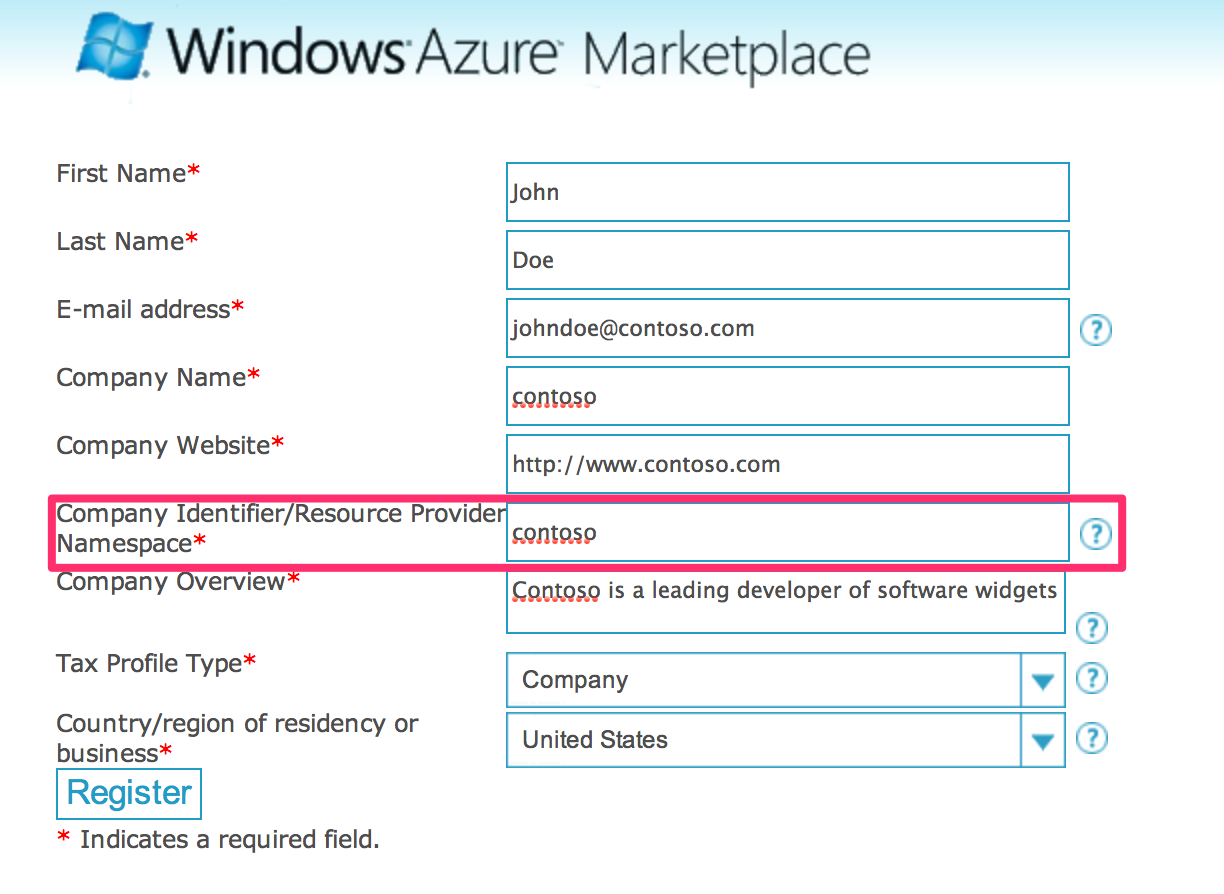 Windows Azure Marketplace
First Name*
John
Last Name*
Doe
E-mail address*
johndoe@contoso.com
?
Company Name*
contoso
Company Website*
http://www.contoso.com
Company Identifier/Resource Provider
Namespace*
contoso
?
Company Overview*
Contoso is a leading developer of software widgets
?
Tax Profile Type*
Company
?
Country/region of residency or
business*
United States
?
Register
* Indicates a required field.